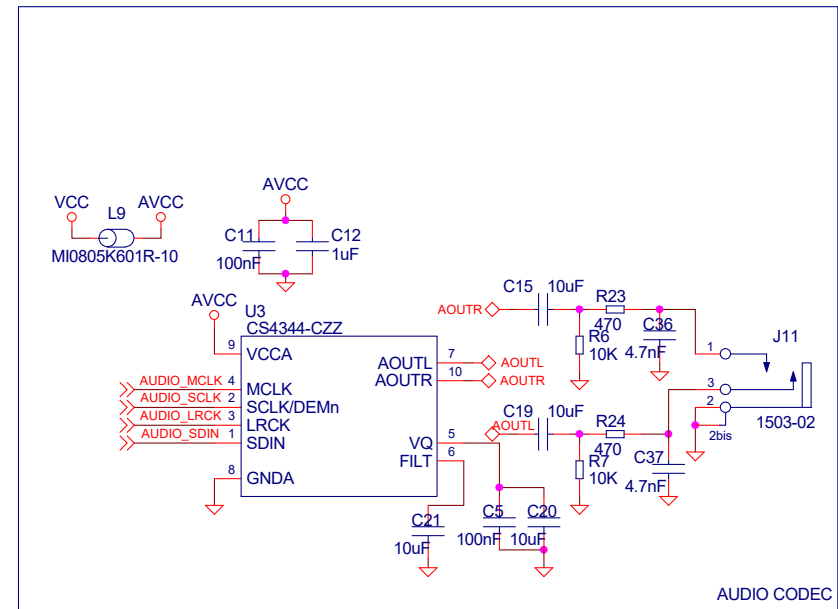 AVCC
VCC
AVCC
L9
MI0805K601R-10
C11
100nF
C12
1uF
AVCC
U3
CS4344-CZZ
9
VCCA
AUDIO_MCLK
4
MCLK
AUDIO_SCLK
2
SCLK/DEMn
AUDIO_LRCK
3
LRCK
AUDIO_SDIN
1
SDIN
8
GNDA
AOUTL
7
AOUTL
AOUTR
10
AOUTR
VQ
5
FILT
6
C21
10uF
C5
100nF
C20
10uF
C15
10uF
AOUTR
R23
470
R6
10K
C36
4.7nF
C19
10uF
AOUTL
R24
470
R7
10K
C37
4.7nF
J11
1
3
2
2bis
1503-02
AUDIO CODEC